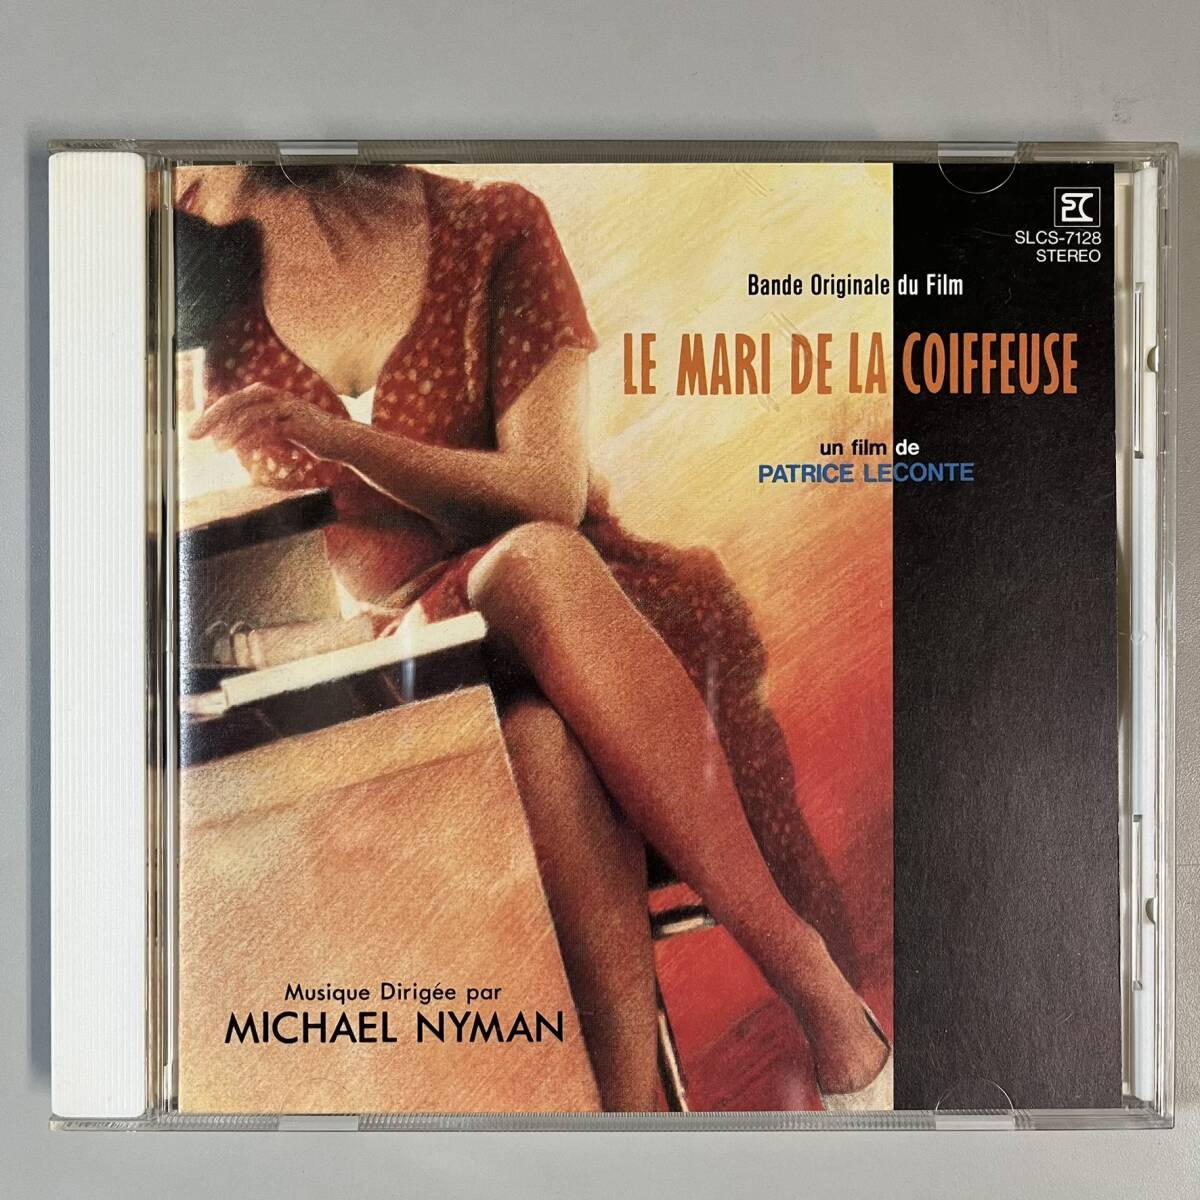 SLCS-7128
STEREO
Bande Originale du Film
LE MARI DE LA COIFFEUSE
un film de
PATRICE LECONTE
Musique Dirigée par
MICHAEL NYMAN